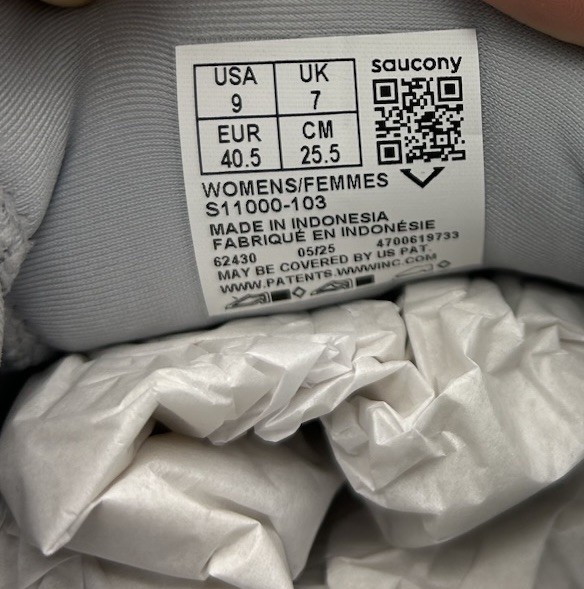 saucony
USA UK
9 7
EUR CM
40.5 25.5
WOMENS/FEMMES
S11000-103
MADE IN INDONESIA
FABRIQUÉ EN INDONÉSIE
62430 05/25 4700619733
MAY BE COVERED BY US PAT.
WWW.PATENTS.WWWINC.COM